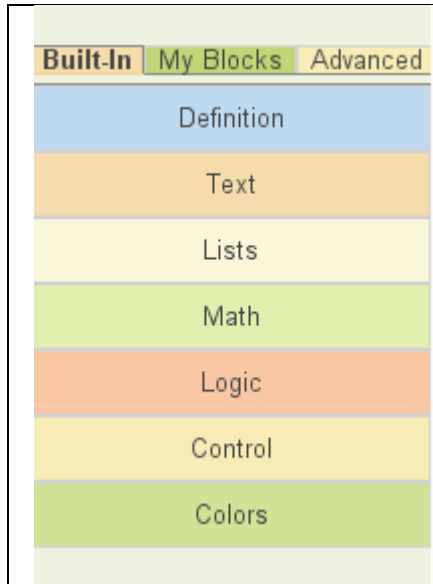 Built-In My Blocks Advanced
Definition
Text
Lists
Math
Logic
Control
Colors